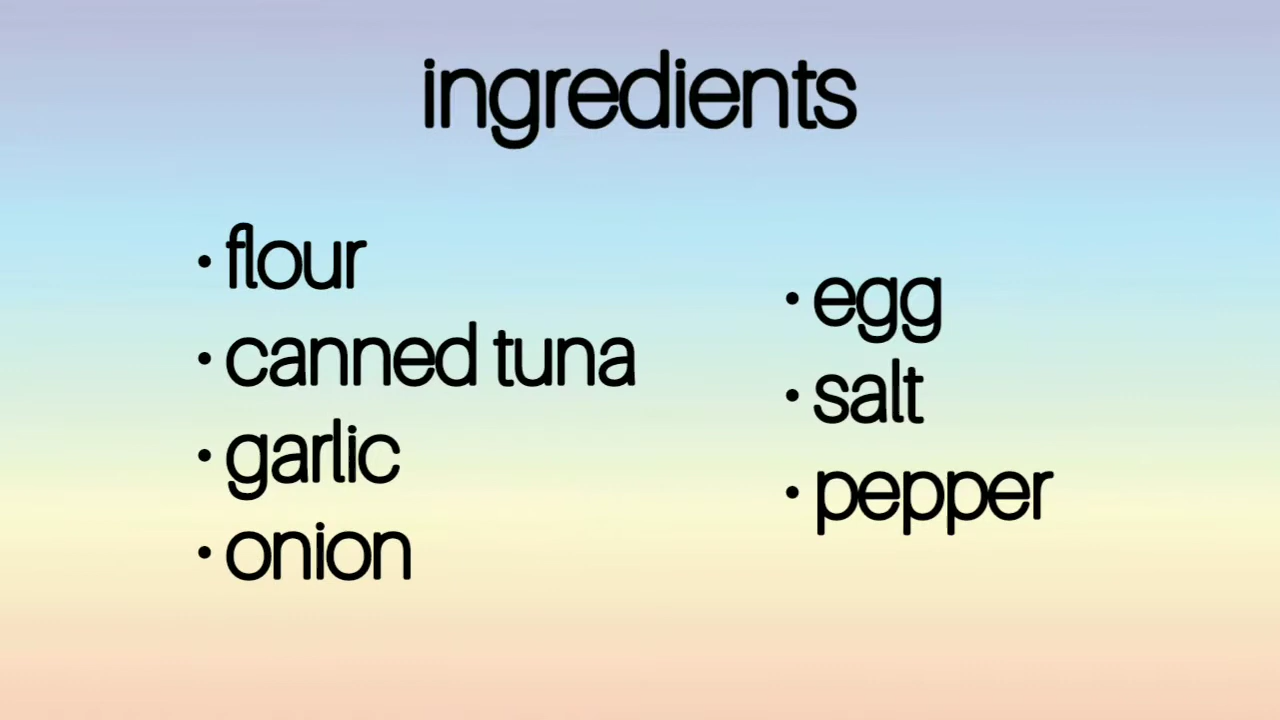 ingredients
• flour
• canned tuna
• garlic
• onion
• egg
• salt
• pepper